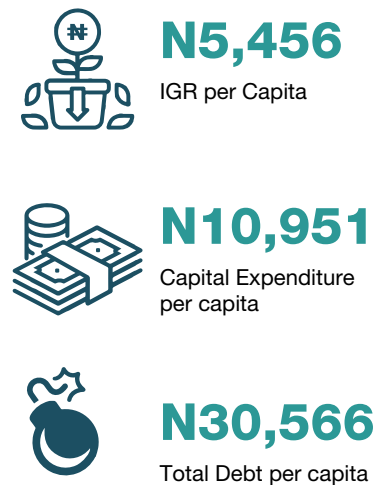 ₦
N5,456
IGR per Capita
N10,951
Capital Expenditure
per capita
N30,566
Total Debt per capita